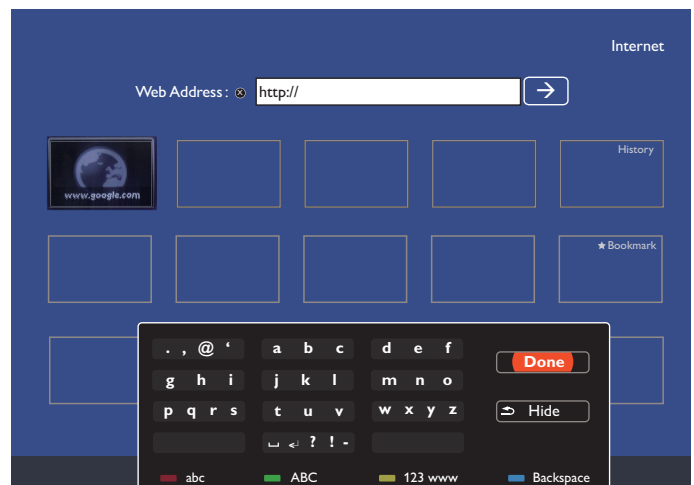 Internet
Web Address : ⊗ http:// →
www.google.com
History
★ Bookmark
. , @ ‘ a b c d e f
Done
g h i j k l m n o
p q r s t u v w x y z
Hide
␣ ↵ ? ! -
abc ABC 123 www Backspace